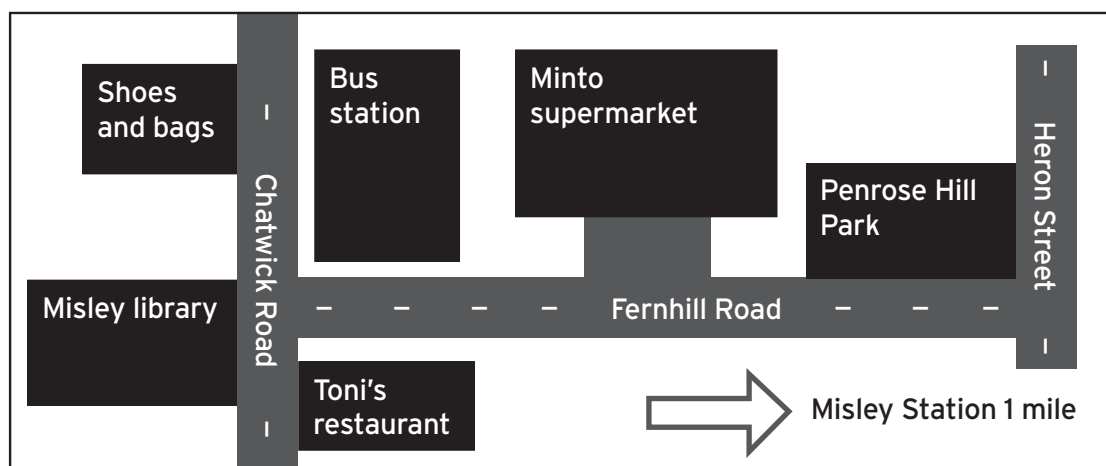 Shoes
and bags
Bus
station
Minto
supermarket
Heron Street
Chatwick Road
Penrose Hill
Park
Misley library
Fernhill Road
Toni's
restaurant
Misley Station 1 mile